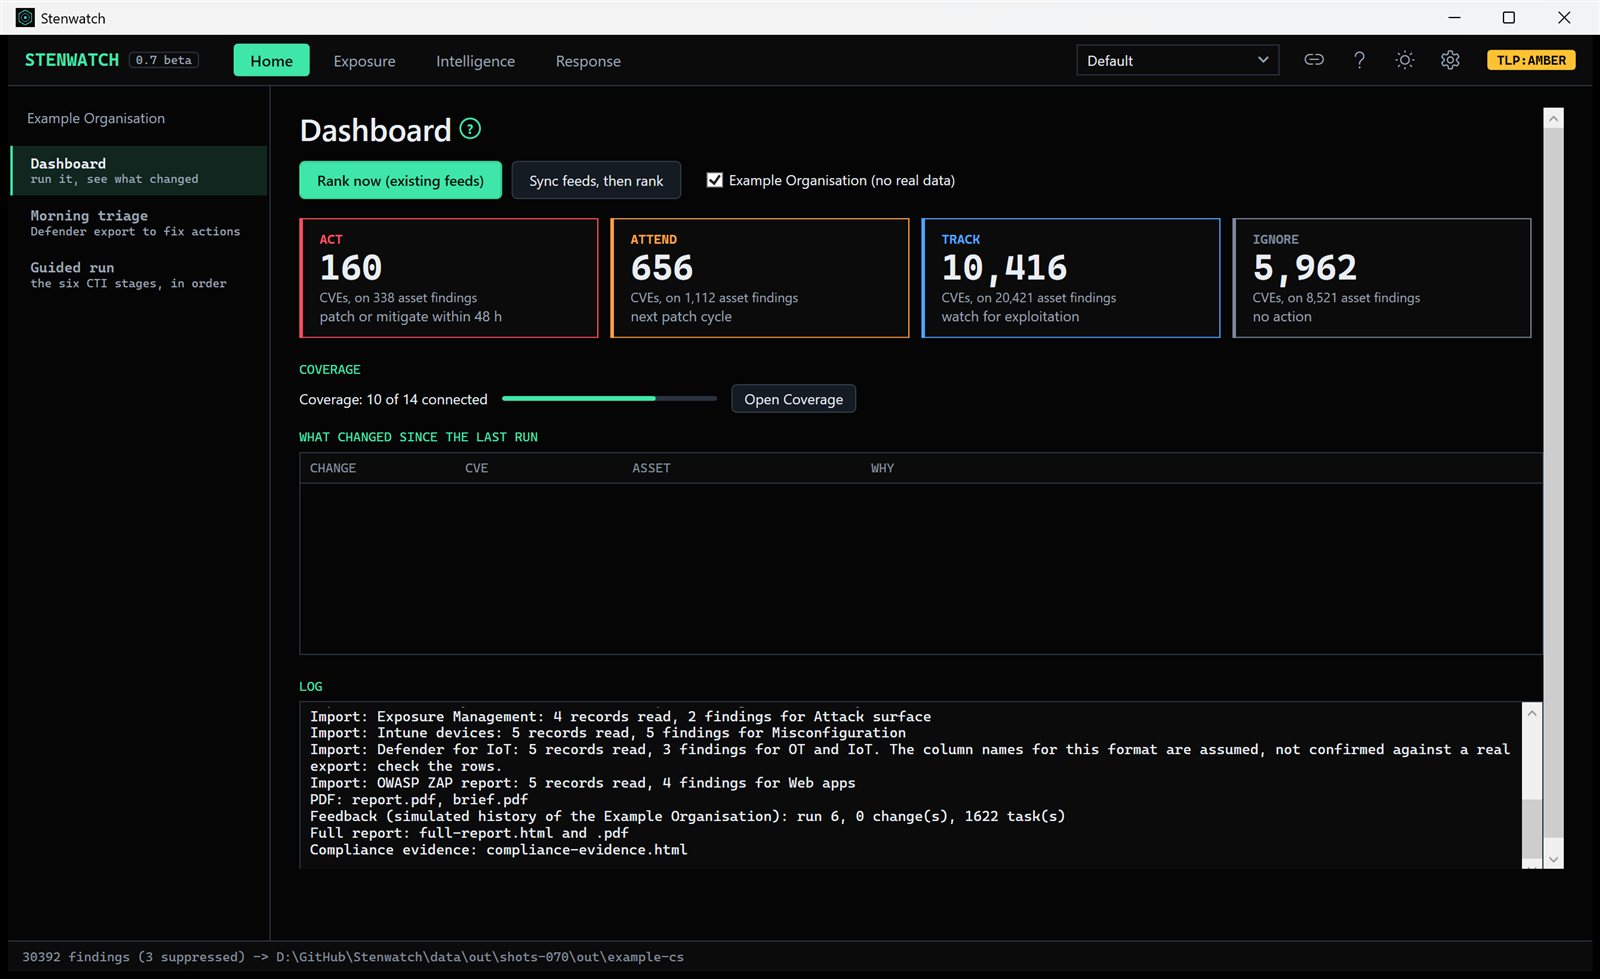 Stenwatch
STENWATCH 0.7 beta Home Exposure Intelligence Response Default ? TLP:AMBER
Example Organisation
Dashboard
run it, see what changed
Morning triage
Defender export to fix actions
Guided run
the six CTI stages, in order
Dashboard ?
Rank now (existing feeds) Sync feeds, then rank Example Organisation (no real data)
ACT
160
CVEs, on 338 asset findings
patch or mitigate within 48 h
ATTEND
656
CVEs, on 1,112 asset findings
next patch cycle
TRACK
10,416
CVEs, on 20,421 asset findings
watch for exploitation
IGNORE
5,962
CVEs, on 8,521 asset findings
no action
COVERAGE
Coverage: 10 of 14 connected Open Coverage
WHAT CHANGED SINCE THE LAST RUN
CHANGE CVE ASSET WHY
LOG
Import: Exposure Management: 4 records read, 2 findings for Attack surface
Import: Intune devices: 5 records read, 5 findings for Misconfiguration
Import: Defender for IoT: 5 records read, 3 findings for OT and IoT. The column names for this format are assumed, not confirmed against a real
export: check the rows.
Import: OWASP ZAP report: 5 records read, 4 findings for Web apps
PDF: report.pdf, brief.pdf
Feedback (simulated history of the Example Organisation): run 6, 0 change(s), 1622 task(s)
Full report: full-report.html and .pdf
Compliance evidence: compliance-evidence.html
30392 findings (3 suppressed) -> D:\GitHub\Stenwatch\data\out\shots-070\out\example-cs